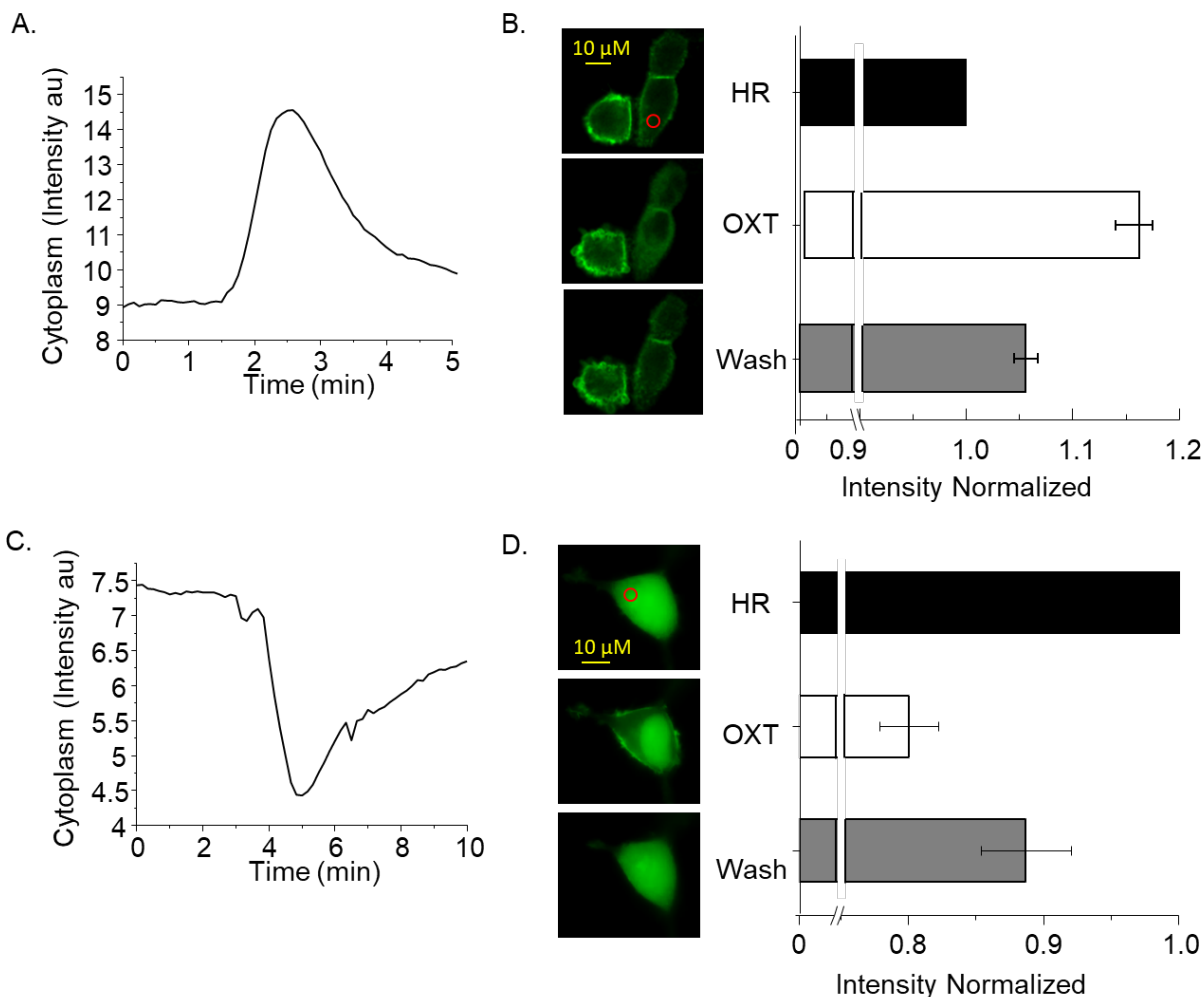 A.
Cytoplasm (Intensity au)
15
14
13
12
11
10
9
8
0 1 2 3 4 5
Time (min)
B.
10 µM
HR
OXT
Wash
0 0.9 1.0 1.1 1.2
Intensity Normalized
C.
Cytoplasm (Intensity au)
7.5
7
6.5
6
5.5
5
4.5
4
0 2 4 6 8 10
Time (min)
D.
10 µM
HR
OXT
Wash
0 0.8 0.9 1.0
Intensity Normalized